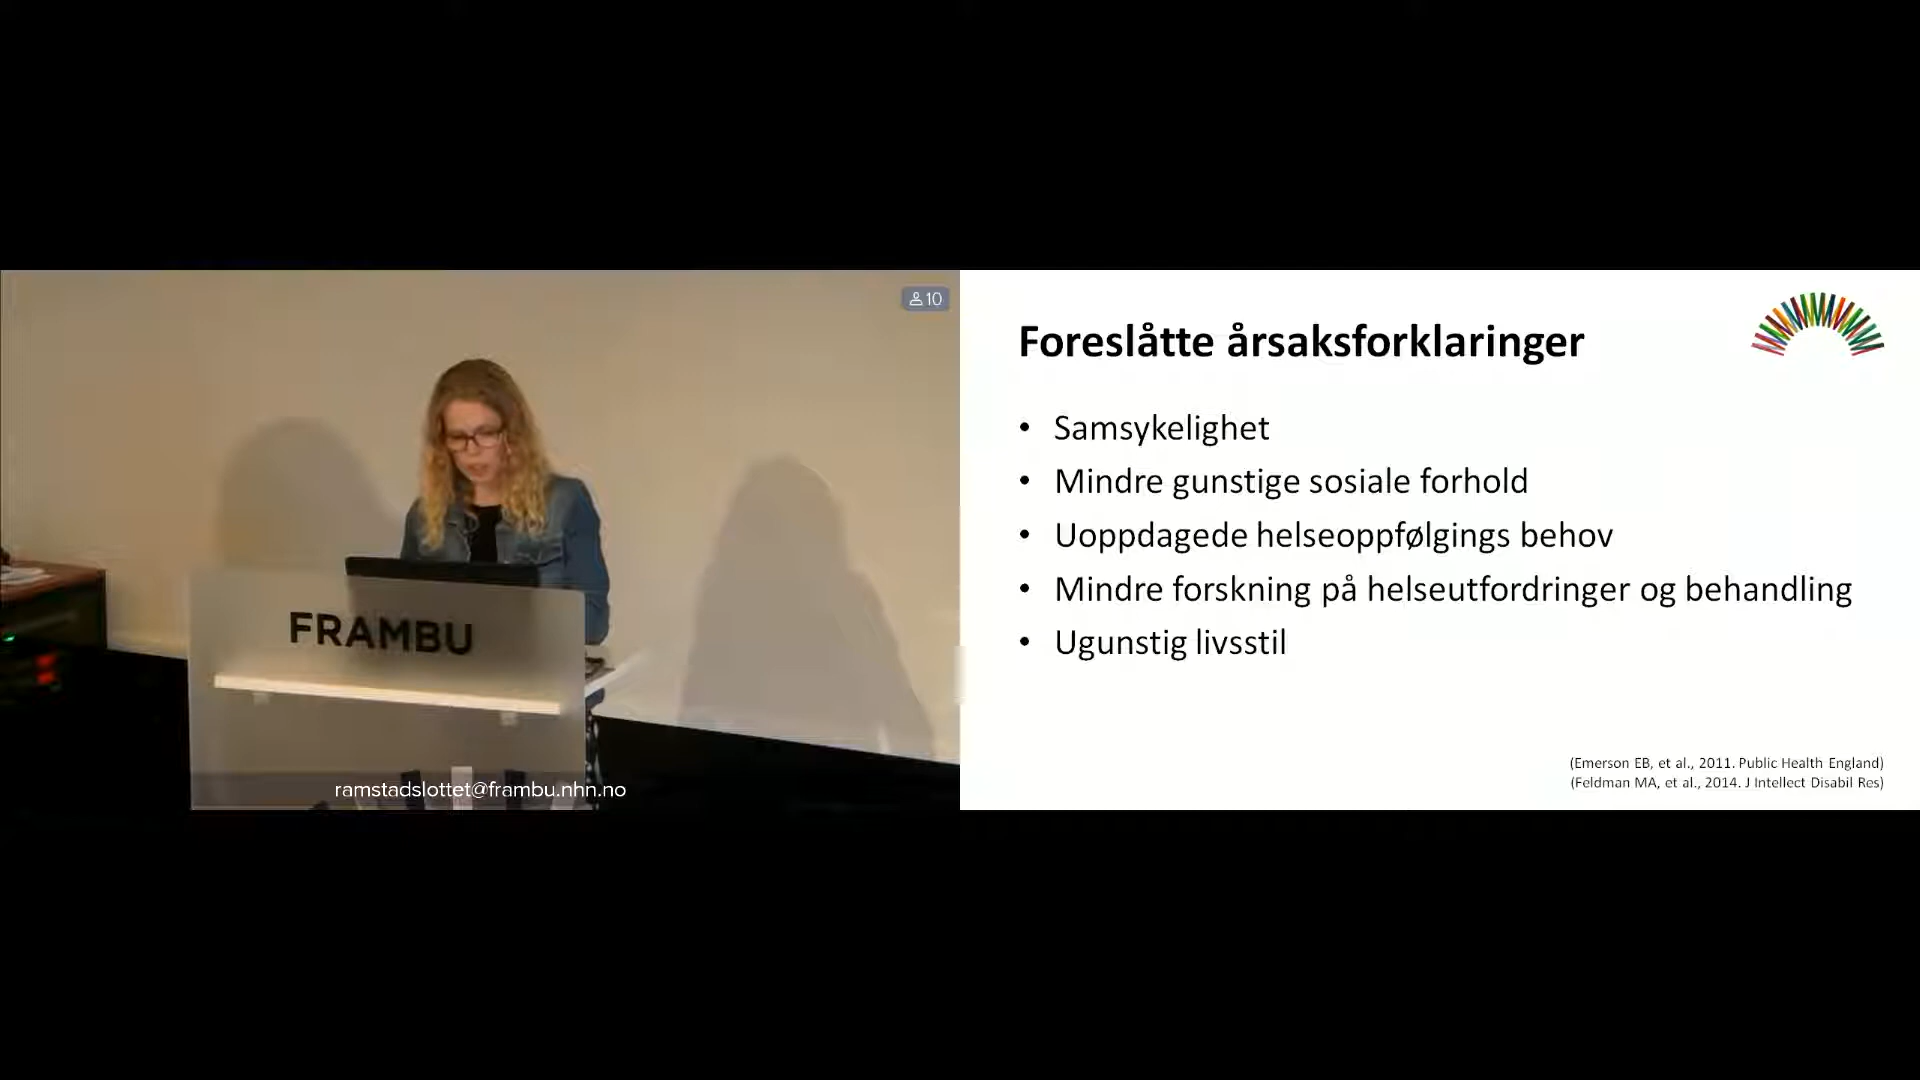 10
FRAMBU
ramstadslottet@frambu.nhn.no
Foreslåtte årsaksforklaringer
• Samsykelighet
• Mindre gunstige sosiale forhold
• Uoppdagede helseoppfølgings behov
• Mindre forskning på helseutfordringer og behandling
• Ugunstig livsstil
(Emerson EB, et al., 2011. Public Health England)
(Feldman MA, et al., 2014. J Intellect Disabil Res)